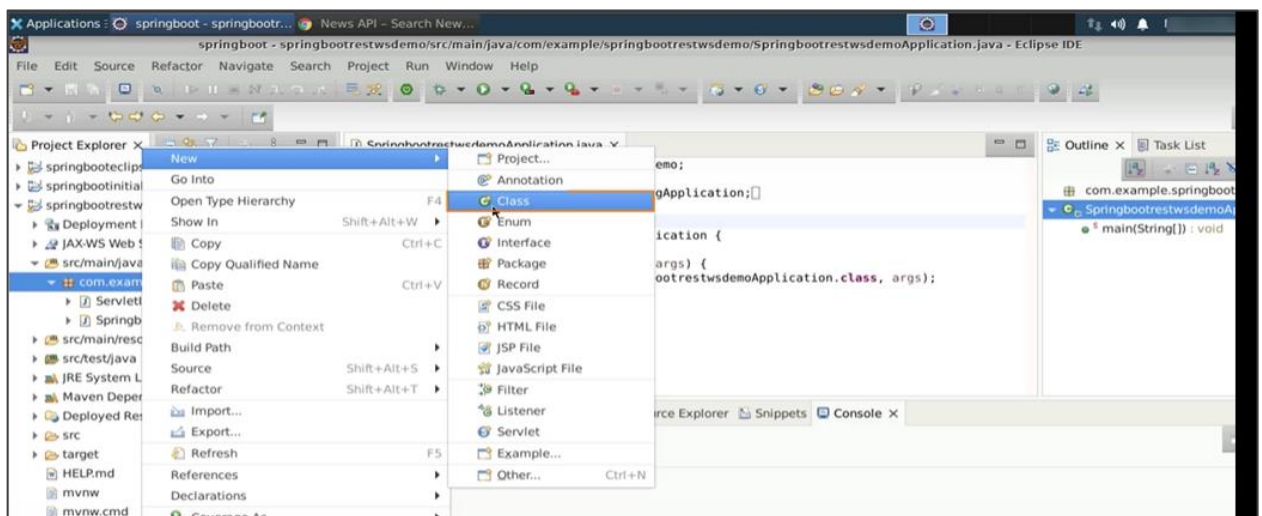 Applications : springboot - springbootr... News API – Search New...
springboot - springbootrestwsdemo/src/main/java/com/example/springbootrestwsdemo/SpringbootrestwsdemoApplication.java - Eclipse IDE
File Edit Source Refactor Navigate Search Project Run Window Help
Project Explorer SpringbootrestwsdemoApplication.java
springbooteclips
springbootinitial
springbootrestw
Deployment
JAX-WS Web S
src/main/java
com.exam
Servleti
Springb
src/main/reso
src/test/java
JRE System L
Maven Deper
Deployed Res
src
target
HELP.md
mvnw
mvnw.cmd
New
Go Into
Open Type Hierarchy F4
Show In Shift+Alt+W
Copy Ctrl+C
Copy Qualified Name
Paste Ctrl+V
Delete
Remove from Context
Build Path
Source Shift+Alt+S
Refactor Shift+Alt+T
Import...
Export...
Refresh F5
References
Declarations
Coverage As
Project...
Annotation
Class
Enum
Interface
Package
Record
CSS File
HTML File
JSP File
JavaScript File
Filter
Listener
Servlet
Example...
Other... Ctrl+N
emo;
gApplication;
ication {
args) {
ootrestwsdemoApplication.class, args);
rce Explorer Snippets Console
Outline Task List
com.example.springboot
SpringbootrestwsdemoA
main(String[]) : void